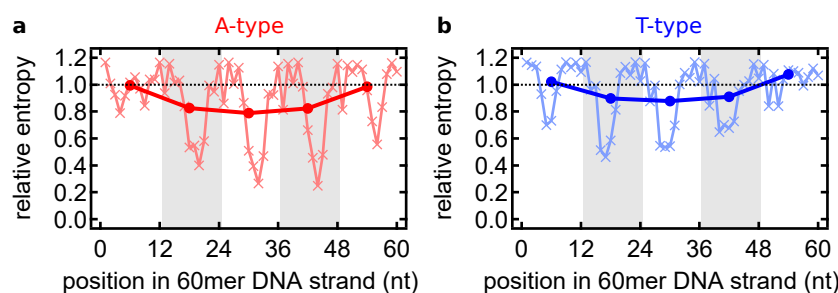 a
A-type
relative entropy
1.2
1.0
0.8
0.6
0.4
0.2
0.0
0 12 24 36 48 60
position in 60mer DNA strand (nt)
b
T-type
relative entropy
1.2
1.0
0.8
0.6
0.4
0.2
0.0
0 12 24 36 48 60
position in 60mer DNA strand (nt)